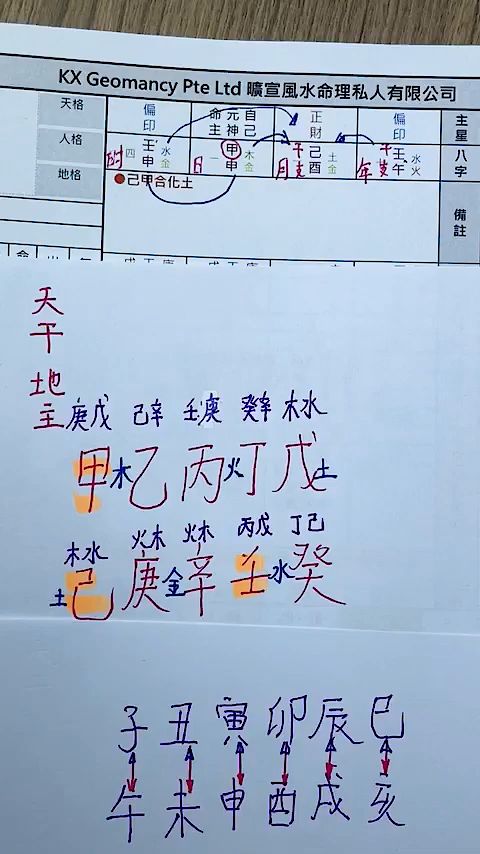 KX Geomancy Pte Ltd 曠宣風水命理私人有限公司
天格 偏印 命主 元神 自己 正財 偏印 主星
人格 時 四 壬申 水金 日 一 甲申 木金 月 干支 己酉 土金 年 干支 壬午 水火 八字
地格 己甲合化土 備註
天干
地主
庚戊 己辛 壬庚 癸辛 木水
甲木乙 丙火丁 戊土
木水 火木 火木 丙戊 丁己
土己 庚金辛 壬水癸
子 丑 寅 卯 辰 巳
午 未 申 酉 戌 亥